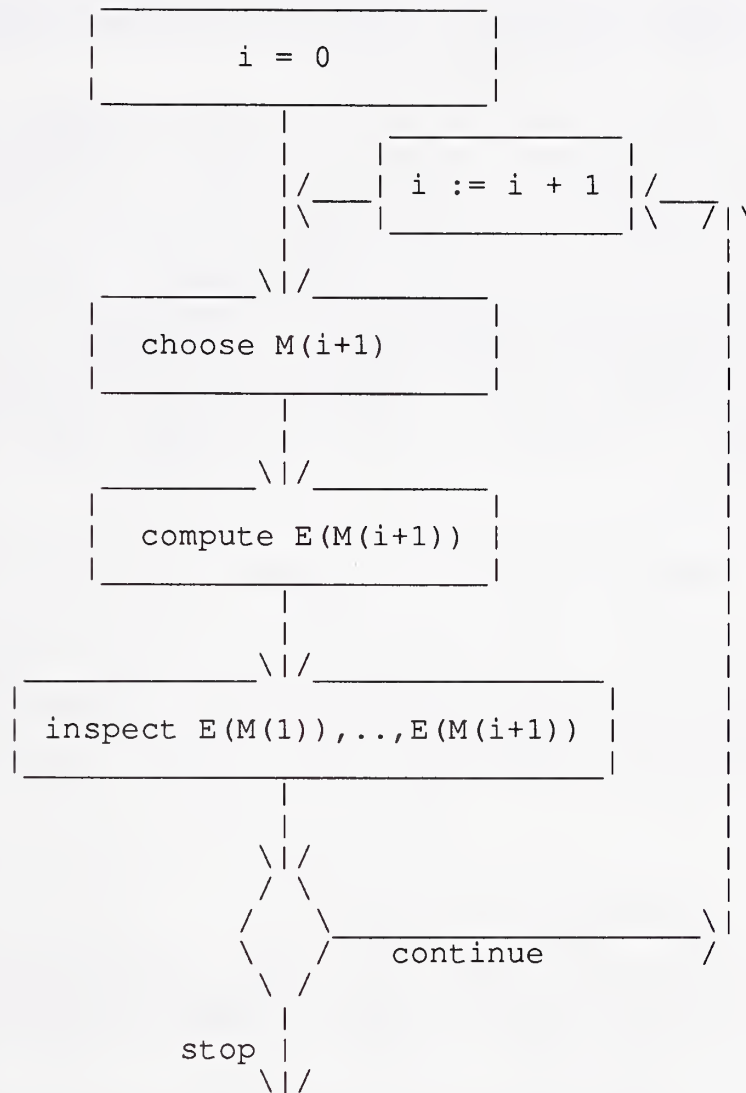 i = 0
i := i + 1
choose M(i+1)
compute E(M(i+1))
inspect E(M(1)),..,E(M(i+1))
continue
stop